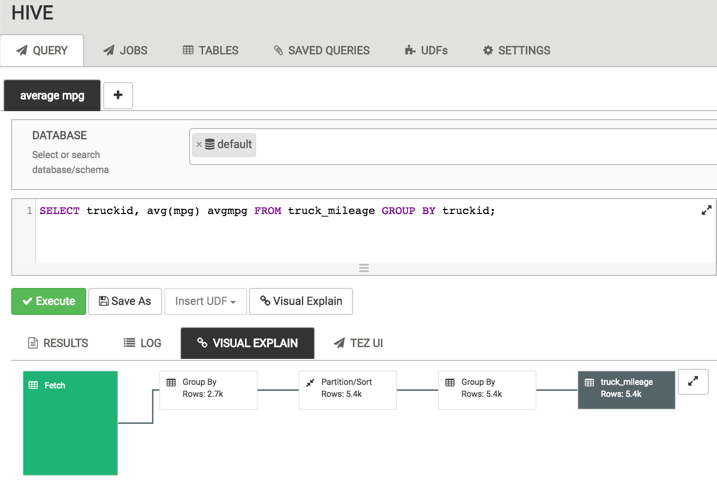 HIVE
QUERY JOBS TABLES SAVED QUERIES UDFs SETTINGS
average mpg +
DATABASE
Select or search
database/schema
× default
1 SELECT truckid, avg(mpg) avgmpg FROM truck_mileage GROUP BY truckid;
Execute Save As Insert UDF Visual Explain
RESULTS LOG VISUAL EXPLAIN TEZ UI
Fetch
Group By
Rows: 2.7k
Partition/Sort
Rows: 5.4k
Group By
Rows: 5.4k
truck_mileage
Rows: 5.4k